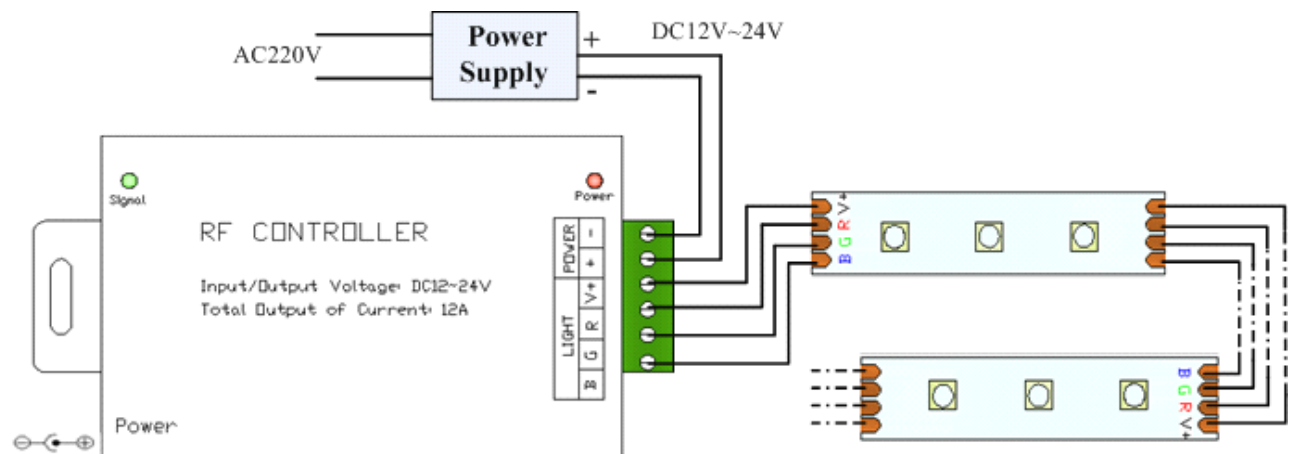 AC220V
Power
Supply
+
-
DC12V~24V
Signal
Power
RF CONTROLLER
Input/Output Voltage: DC12~24V
Total Output of Current: 12A
POWER
-
+
LIGHT
V+
R
G
B
Power
V+
R
G
B
B
G
R
V+